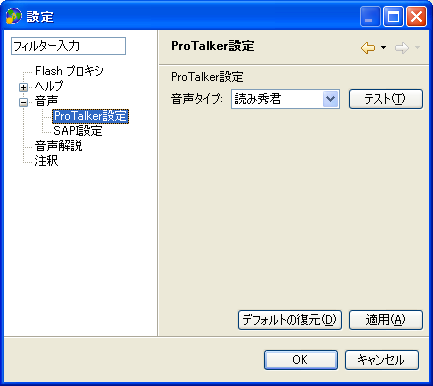 設定
フィルター入力
Flash プロキシ
ヘルプ
音声
ProTalker設定
SAPI設定
音声解説
注釈
ProTalker設定
ProTalker設定
音声タイプ: 読み秀君 テスト(T)
デフォルトの復元(D) 適用(A)
OK キャンセル